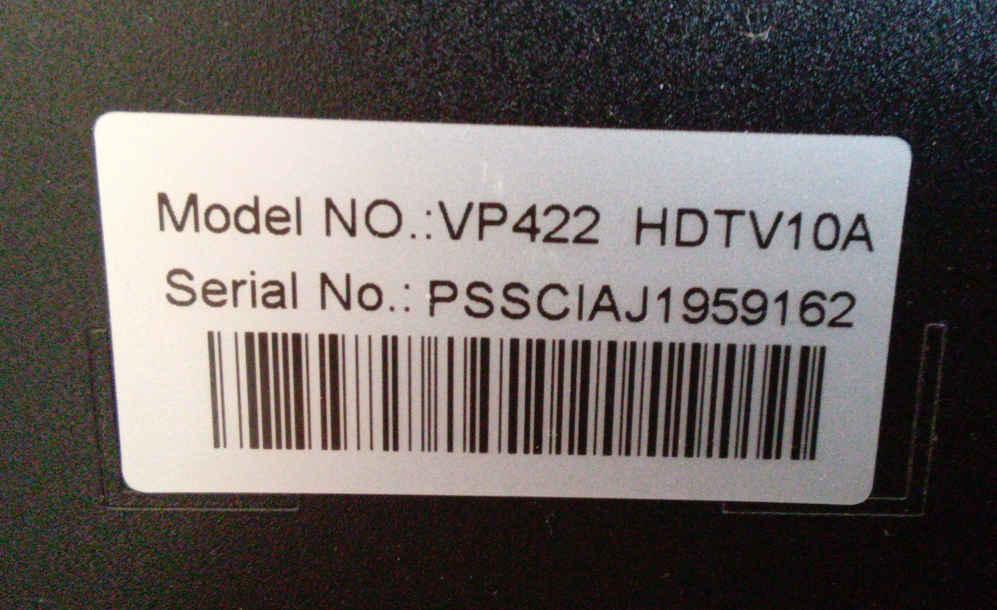 Model NO.:VP422 HDTV10A
Serial No.: PSSCIAJ1959162